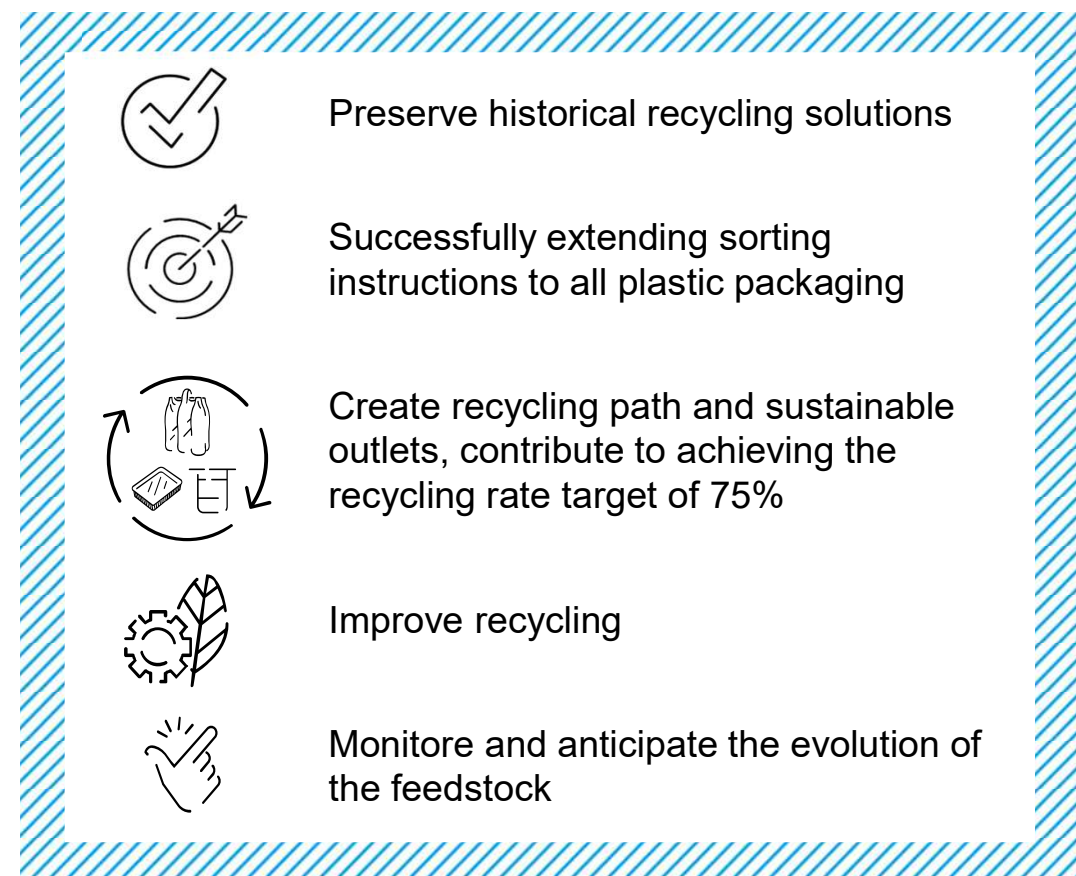 Preserve historical recycling solutions
Successfully extending sorting
instructions to all plastic packaging
Create recycling path and sustainable
outlets, contribute to achieving the
recycling rate target of 75%
Improve recycling
Monitore and anticipate the evolution of
the feedstock